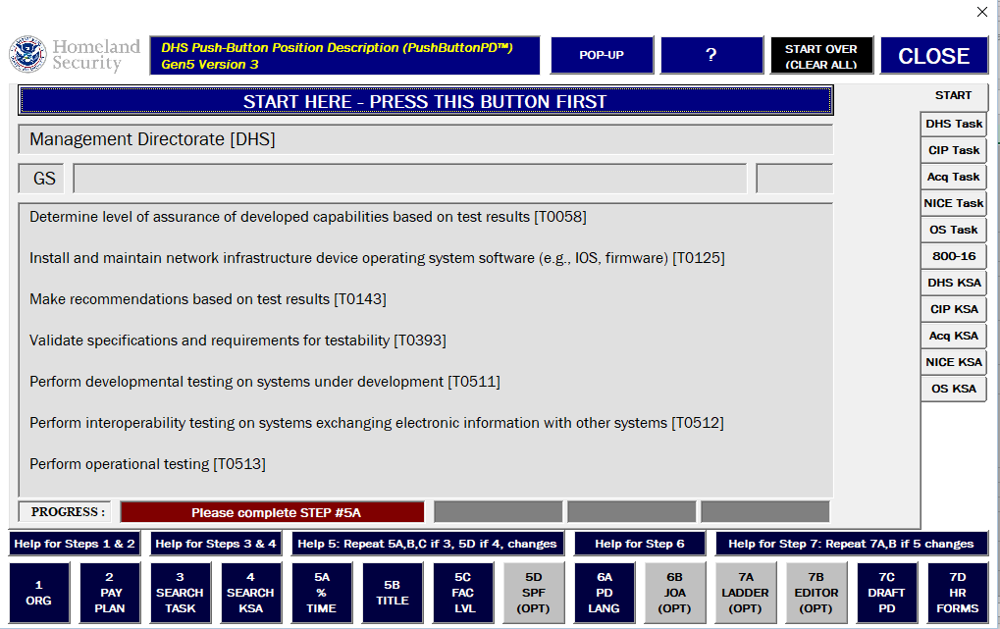 Homeland
Security
DHS Push-Button Position Description (PushButtonPD™)
Gen5 Version 3
POP-UP
?
START OVER
(CLEAR ALL)
CLOSE
START HERE - PRESS THIS BUTTON FIRST
START
Management Directorate [DHS]
DHS Task
CIP Task
GS
Acq Task
NICE Task
OS Task
800-16
DHS KSA
CIP KSA
Acq KSA
NICE KSA
OS KSA
Determine level of assurance of developed capabilities based on test results [T0058]
Install and maintain network infrastructure device operating system software (e.g., IOS, firmware) [T0125]
Make recommendations based on test results [T0143]
Validate specifications and requirements for testability [T0393]
Perform developmental testing on systems under development [T0511]
Perform interoperability testing on systems exchanging electronic information with other systems [T0512]
Perform operational testing [T0513]
PROGRESS :
Please complete STEP #5A
Help for Steps 1 & 2
Help for Steps 3 & 4
Help 5: Repeat 5A,B,C if 3, 5D if 4, changes
Help for Step 6
Help for Step 7: Repeat 7A,B if 5 changes
1
ORG
2
PAY
PLAN
3
SEARCH
TASK
4
SEARCH
KSA
5A
%
TIME
5B
TITLE
5C
FAC
LVL
5D
SPF
(OPT)
6A
PD
LANG
6B
JOA
(OPT)
7A
LADDER
(OPT)
7B
EDITOR
(OPT)
7C
DRAFT
PD
7D
HR
FORMS